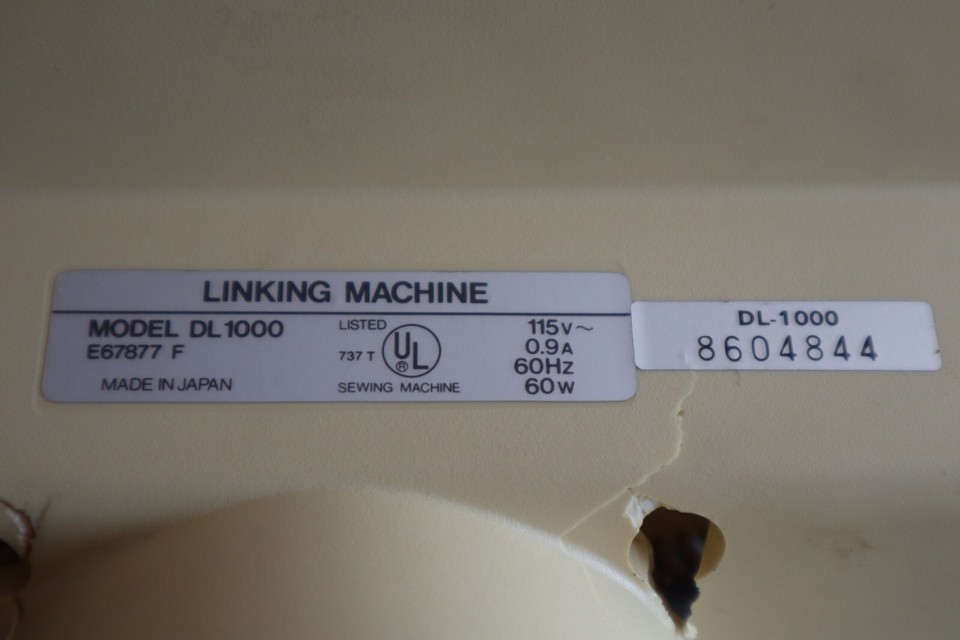 LINKING MACHINE
MODEL DL1000
E67877 F
MADE IN JAPAN
LISTED
737 T
UL
®
SEWING MACHINE
115V~
0.9A
60Hz
60W
DL-1000
8604844